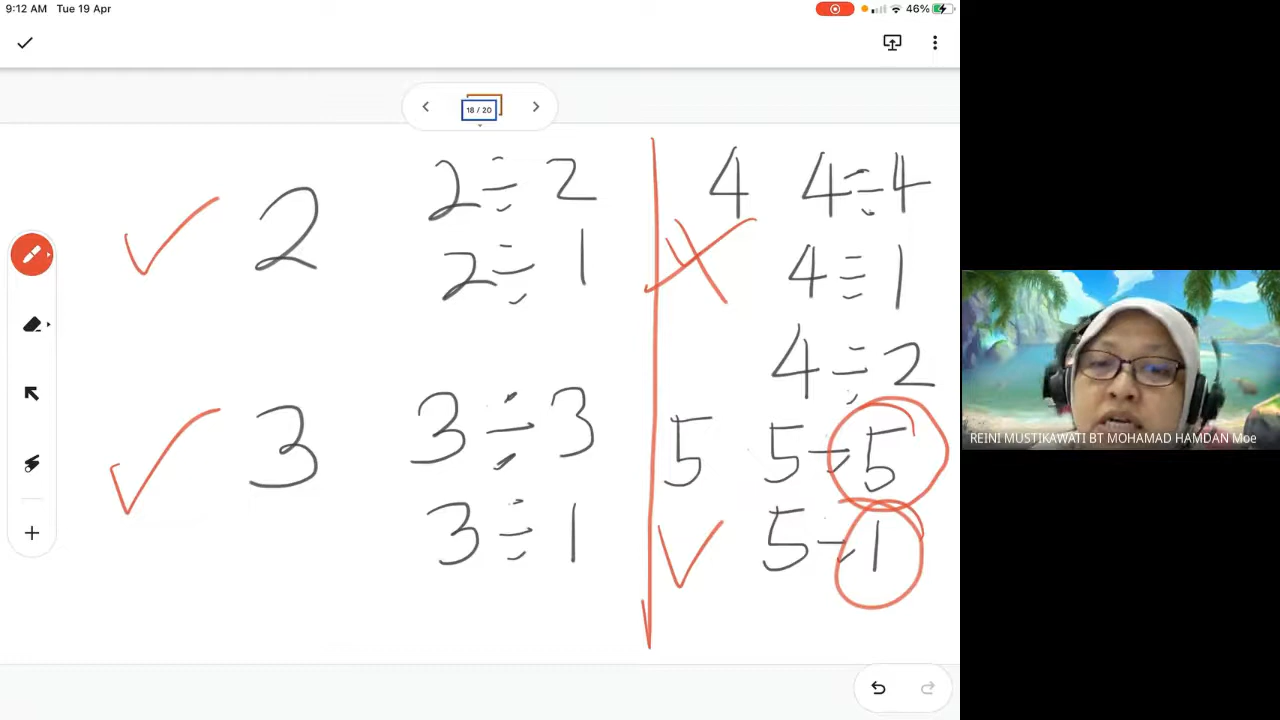 9:12 AM Tue 19 Apr
46%
18 / 20
2
2 ÷ 2
2 ÷ 1
3
3 ÷ 3
3 ÷ 1
4
4 ÷ 4
4 ÷ 1
4 ÷ 2
5
5 ÷ 5
5 ÷ 1
REINI MUSTIKAWATI BT MOHAMAD HAMDAN Moe